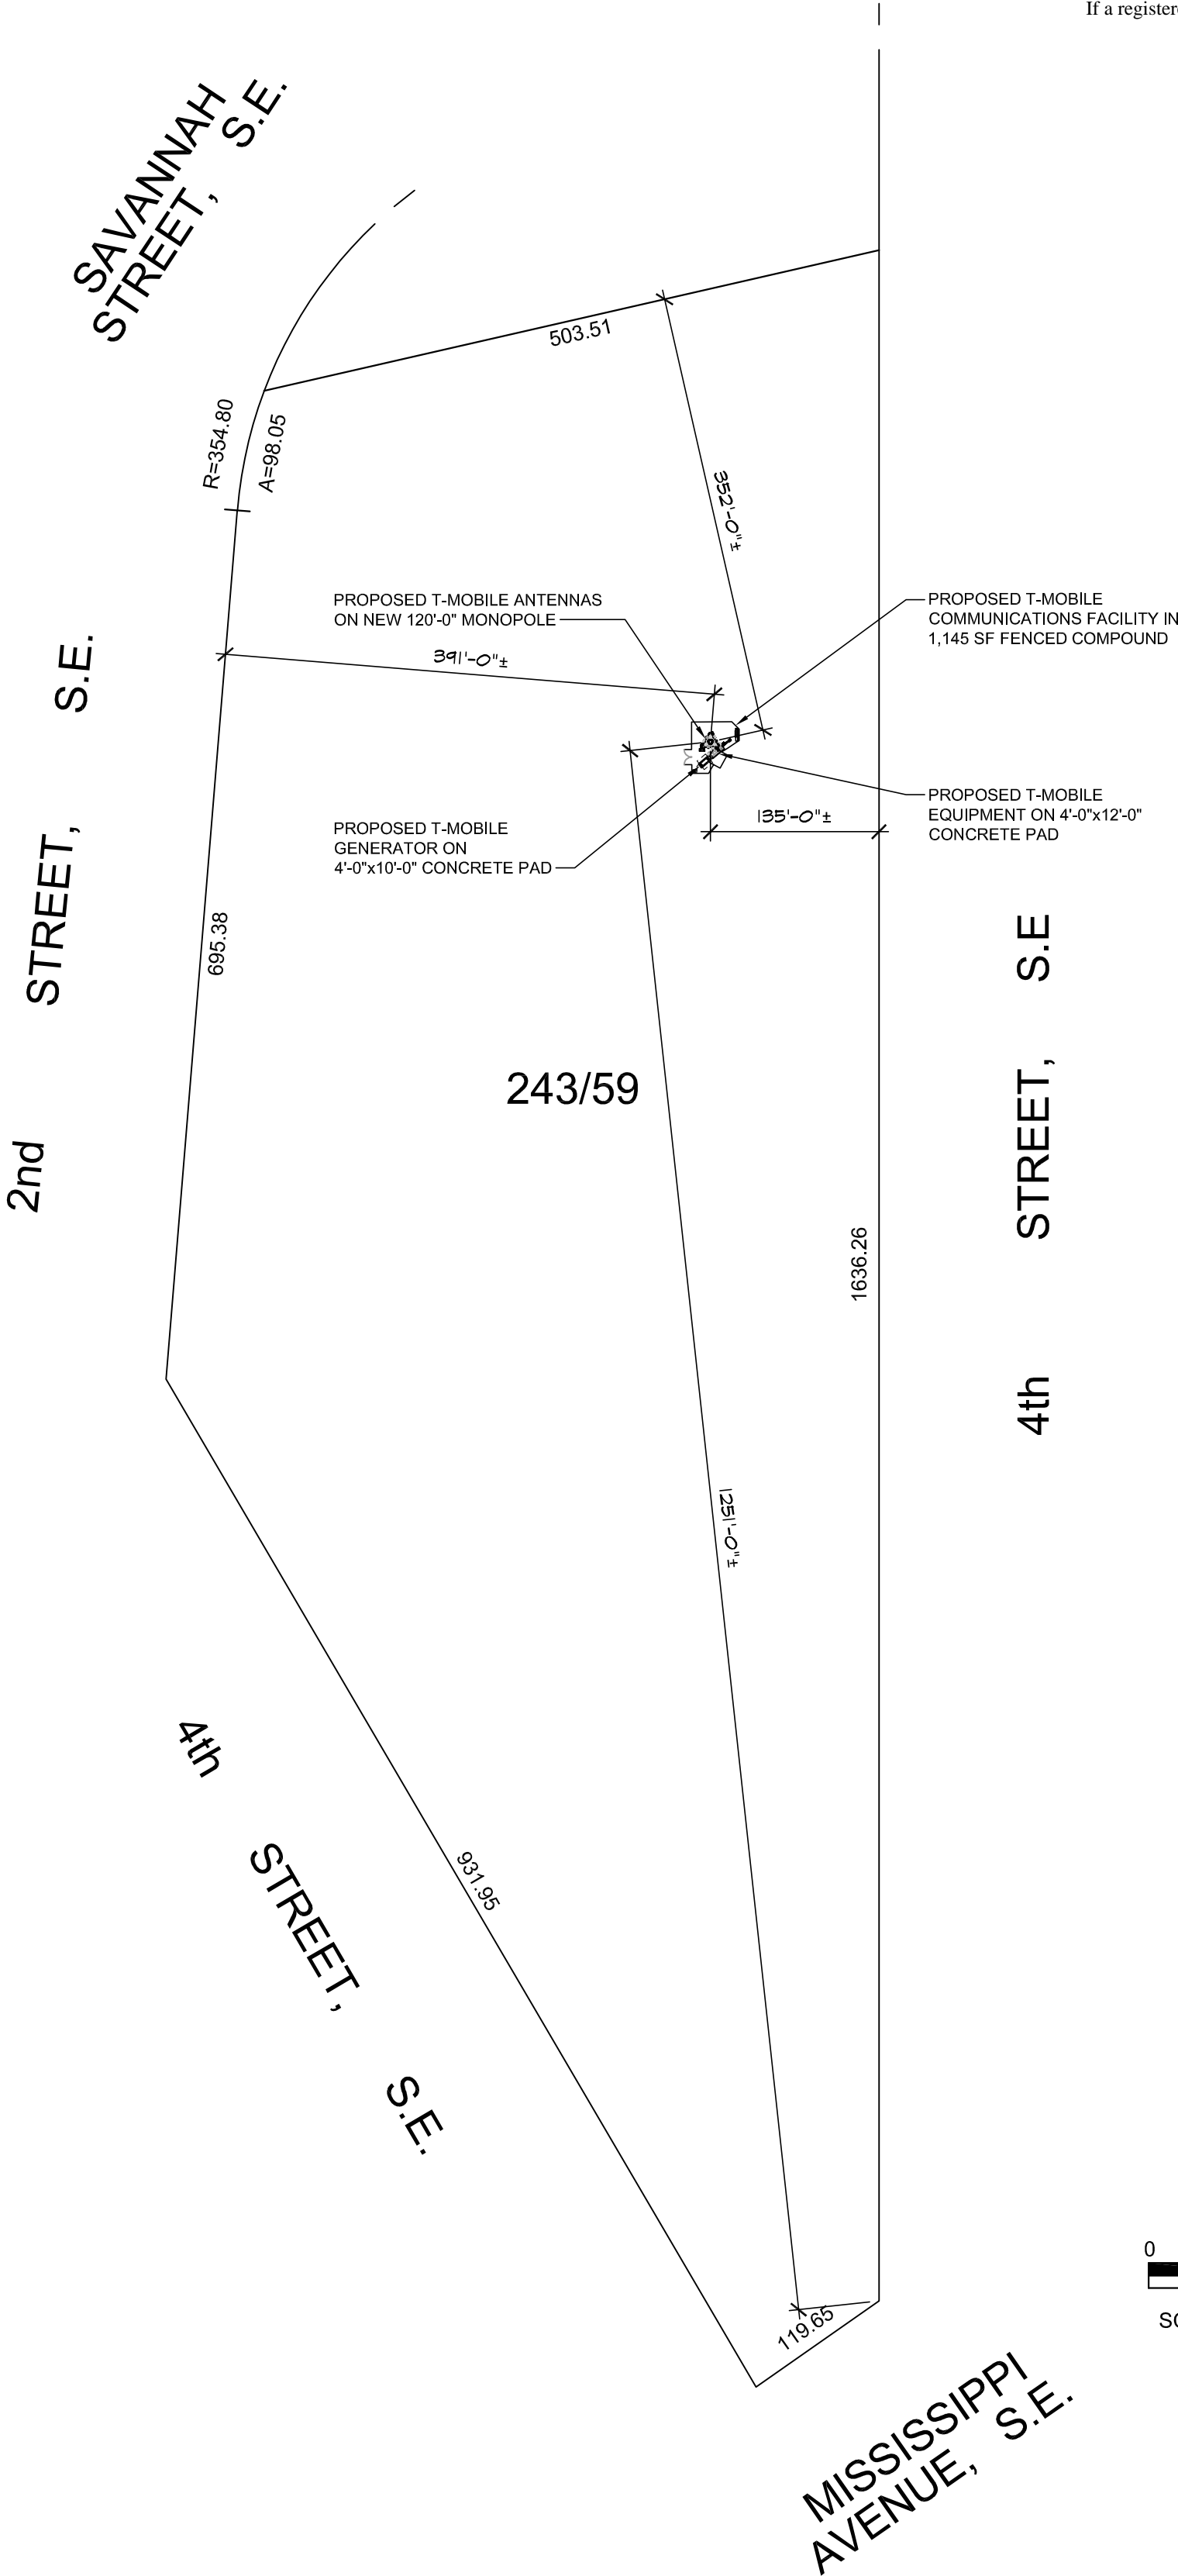 If a registere
SAVANNAH
STREET, S.E.
503.51
R=354.80
A=98.05
352'-0"±
PROPOSED T-MOBILE ANTENNAS
ON NEW 120'-0" MONOPOLE
PROPOSED T-MOBILE
COMMUNICATIONS FACILITY IN
1,145 SF FENCED COMPOUND
391'-0"±
2nd STREET, S.E.
135'-0"±
PROPOSED T-MOBILE
EQUIPMENT ON 4'-0"x12'-0"
CONCRETE PAD
PROPOSED T-MOBILE
GENERATOR ON
4'-0"x10'-0" CONCRETE PAD
695.38
243/59
4th STREET, S.E
1636.26
1251'-0"±
4th STREET, S.E.
931.95
119.65
0
SC
MISSISSIPPI
AVENUE, S.E.